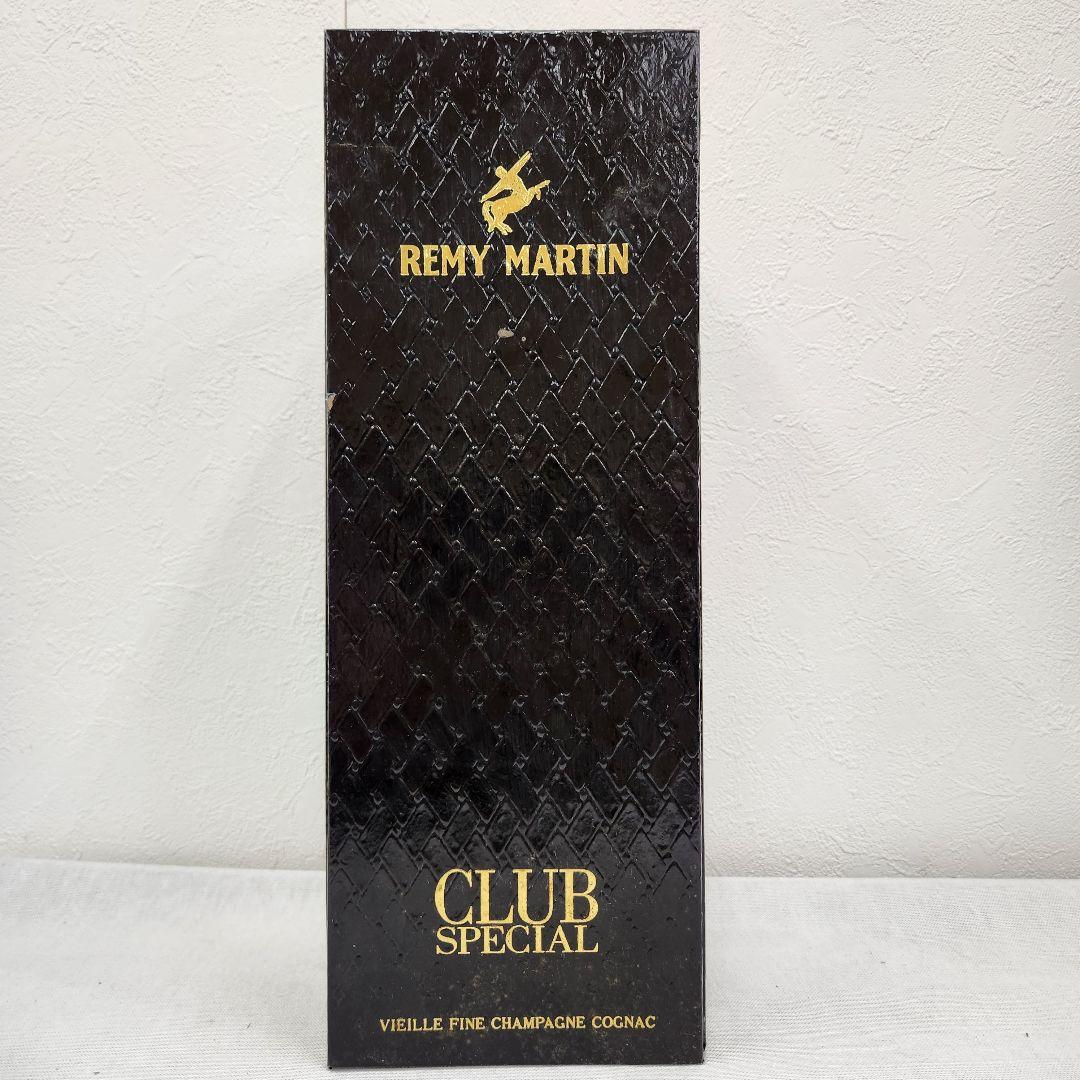 REMY MARTIN
CLUB
SPECIAL
VIEILLE FINE CHAMPAGNE COGNAC